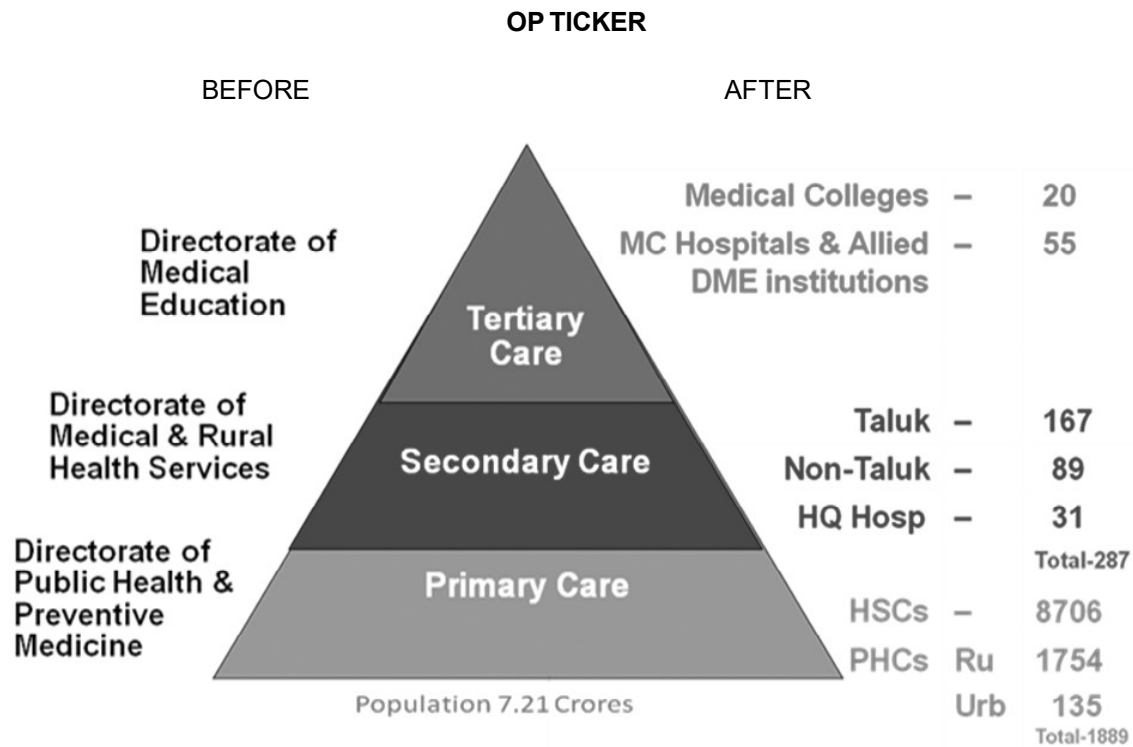 OP TICKER
BEFORE AFTER
Medical Colleges – 20
Directorate of
Medical
Education
MC Hospitals & Allied – 55
DME institutions
Tertiary
Care
Directorate of
Medical & Rural
Health Services
Secondary Care
Taluk – 167
Non-Taluk – 89
HQ Hosp – 31
Total-287
Directorate of
Public Health &
Preventive
Medicine
Primary Care
HSCs – 8706
PHCs Ru 1754
Urb 135
Total-1889
Population 7.21 Crores